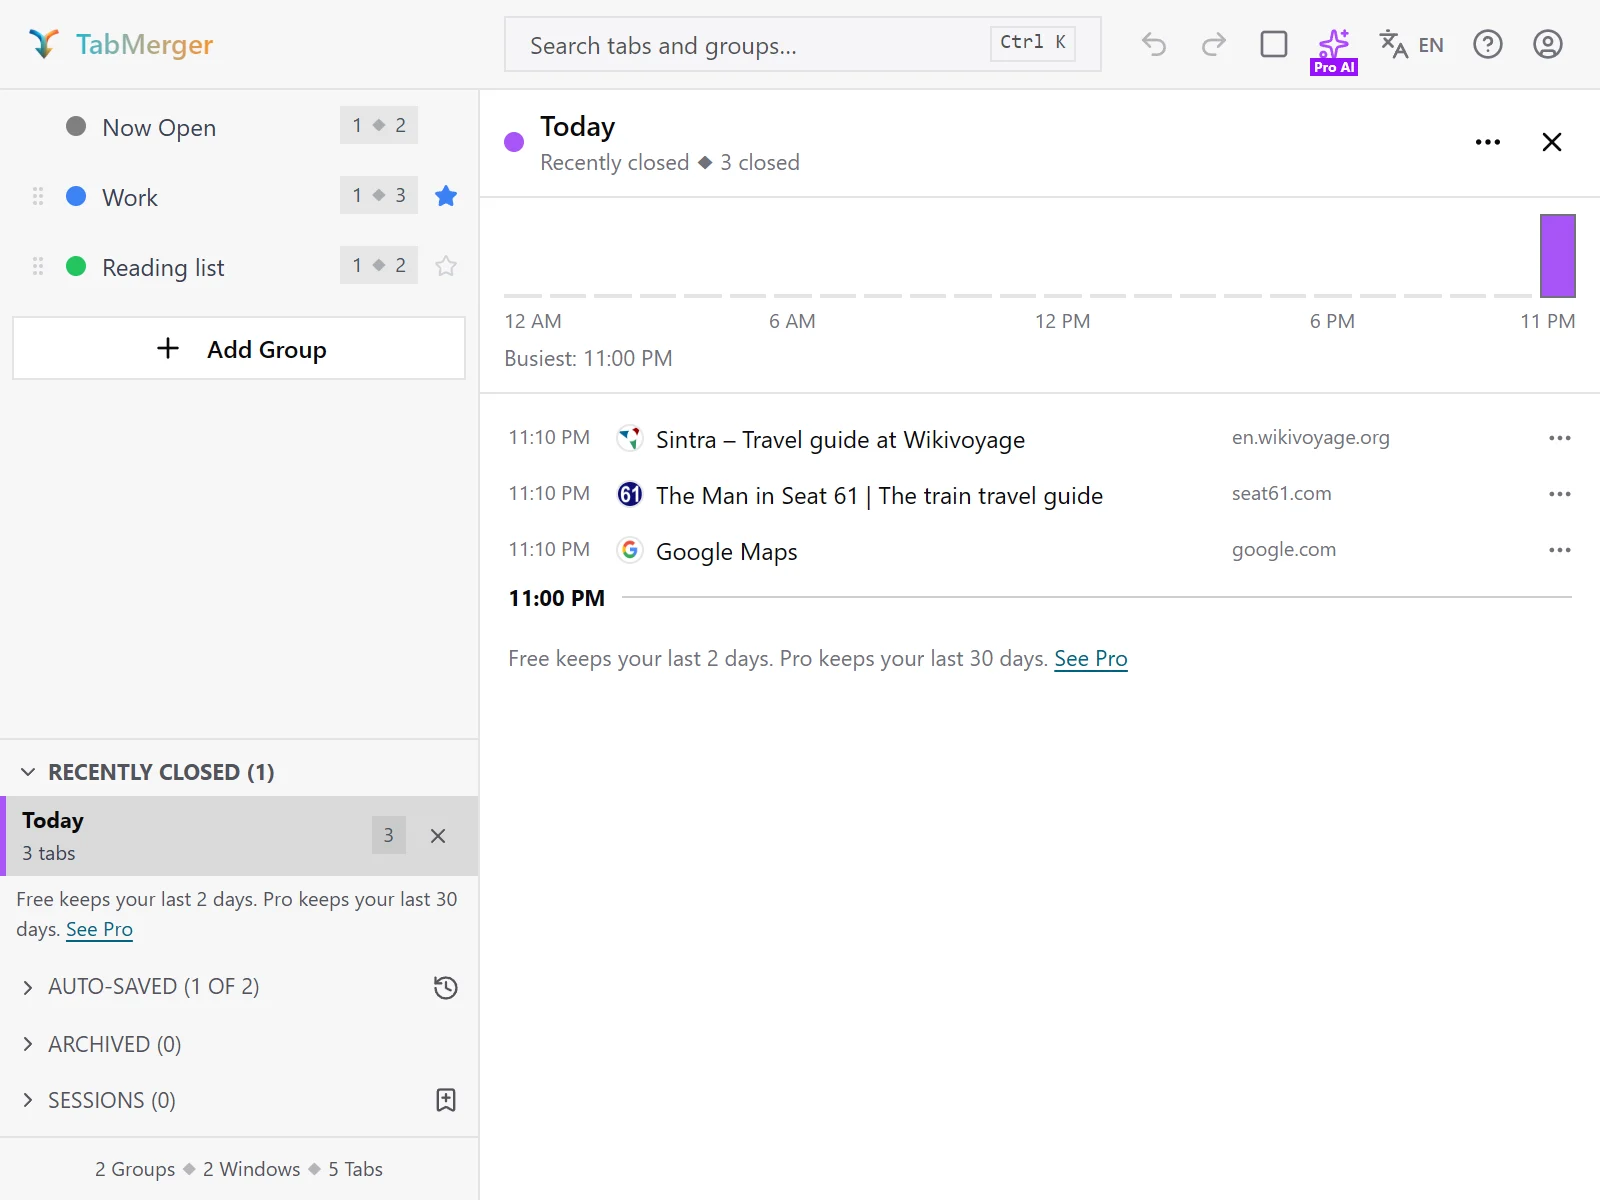 TabMerger
Search tabs and groups...
Ctrl K
Pro AI
EN
Now Open
1 ◆ 2
Work
1 ◆ 3
Reading list
1 ◆ 2
+ Add Group
RECENTLY CLOSED (1)
Today
3 tabs
3
Free keeps your last 2 days. Pro keeps your last 30
days. See Pro
AUTO-SAVED (1 OF 2)
ARCHIVED (0)
SESSIONS (0)
2 Groups ◆ 2 Windows ◆ 5 Tabs
Today
Recently closed ◆ 3 closed
12 AM 6 AM 12 PM 6 PM 11 PM
Busiest: 11:00 PM
11:10 PM Sintra – Travel guide at Wikivoyage en.wikivoyage.org
11:10 PM 61 The Man in Seat 61 | The train travel guide seat61.com
11:10 PM G Google Maps google.com
11:00 PM
Free keeps your last 2 days. Pro keeps your last 30 days. See Pro